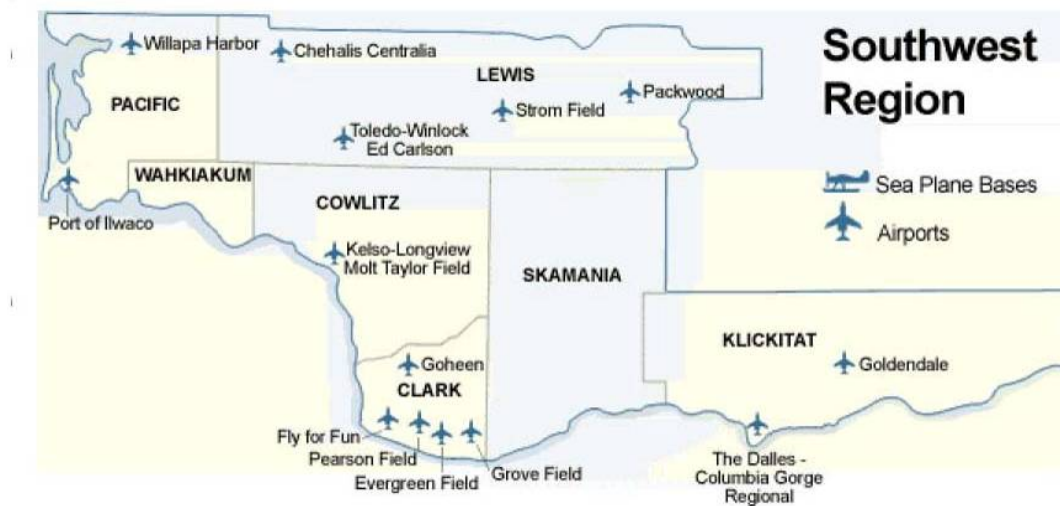 Southwest
Region
Willapa Harbor
Chehalis Centralia
LEWIS
PACIFIC
Packwood
Strom Field
Toledo-Winlock
Ed Carlson
WAHKIAKUM
Sea Plane Bases
COWLITZ
Port of Ilwaco
Airports
Kelso-Longview
Molt Taylor Field
SKAMANIA
KLICKITAT
Goheen
Goldendale
CLARK
Fly for Fun
Pearson Field
Evergreen Field
Grove Field
The Dalles -
Columbia Gorge
Regional